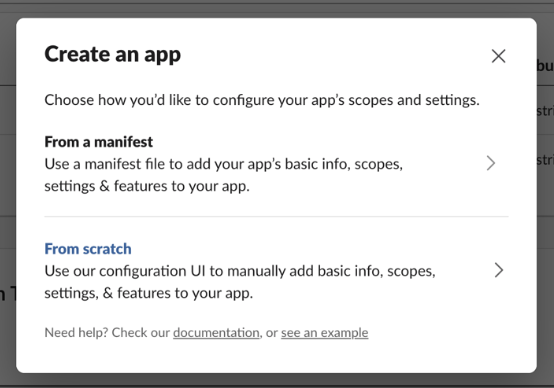 Create an app
Choose how you'd like to configure your app's scopes and settings.
From a manifest
Use a manifest file to add your app's basic info, scopes,
settings & features to your app.
From scratch
Use our configuration UI to manually add basic info, scopes,
settings, & features to your app.
Need help? Check our documentation, or see an example